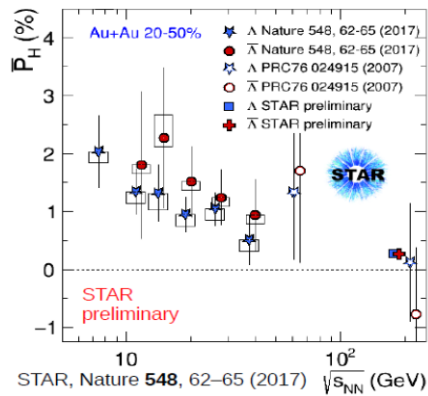 Au+Au 20-50%
Λ Nature 548, 62-65 (2017)
Λ̅ Nature 548, 62-65 (2017)
Λ PRC76 024915 (2007)
Λ̅ PRC76 024915 (2007)
Λ STAR preliminary
Λ̅ STAR preliminary
P̅_H (%)
4
3
2
1
0
−1
STAR
STAR
preliminary
10
10²
STAR, Nature 548, 62–65 (2017) √s_NN (GeV)